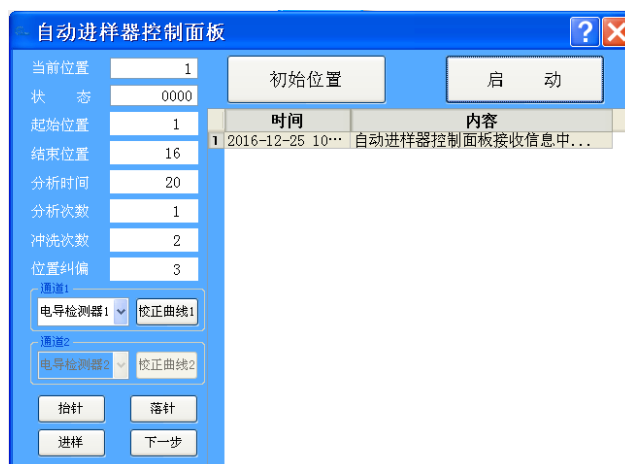 自动进样器控制面板
当前位置 1
状 态 0000
起始位置 1
结束位置 16
分析时间 20
分析次数 1
冲洗次数 2
位置纠偏 3
通道1
电导检测器1 校正曲线1
通道2
电导检测器2 校正曲线2
抬针 落针
进样 下一步
初始位置 启 动
时间 内容
1 2016-12-25 10… 自动进样器控制面板接收信息中...